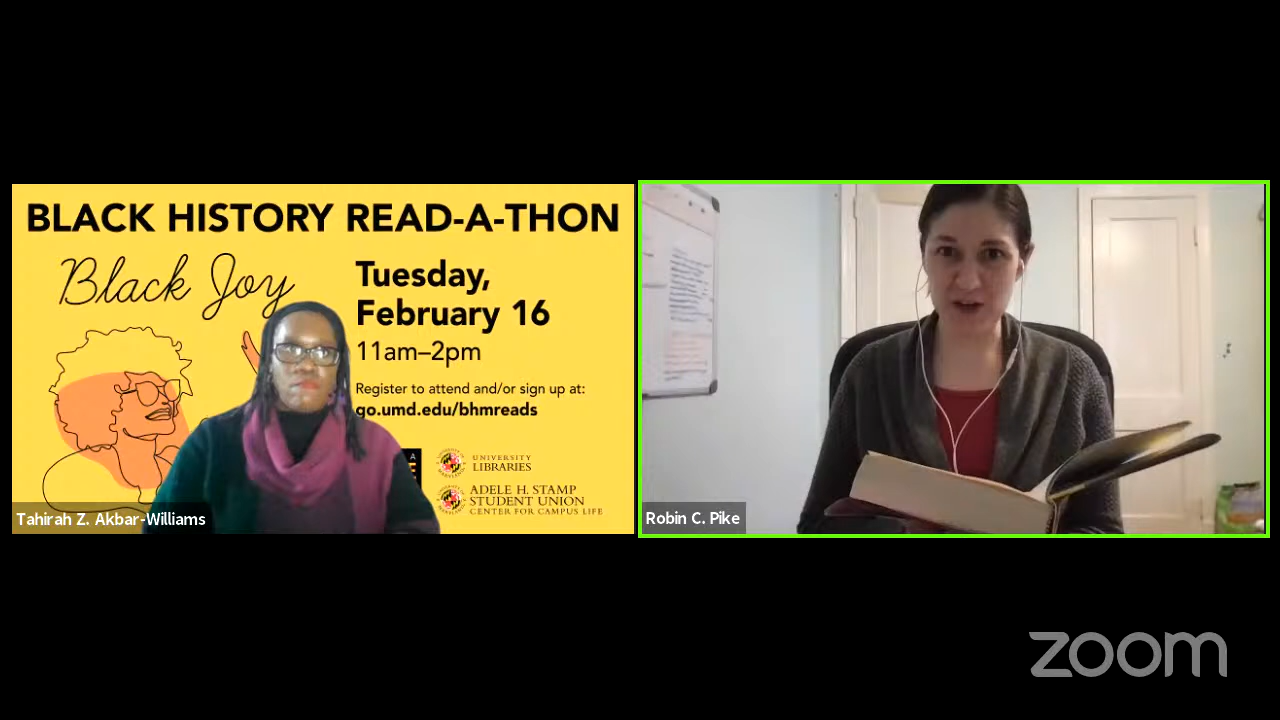 BLACK HISTORY READ-A-THON
Black Joy
Tuesday,
February 16
11am–2pm
Register to attend and/or sign up at:
go.umd.edu/bhmreads
UNIVERSITY
LIBRARIES
ADELE H. STAMP
STUDENT UNION
CENTER FOR CAMPUS LIFE
Tahirah Z. Akbar-Williams
Robin C. Pike
zoom